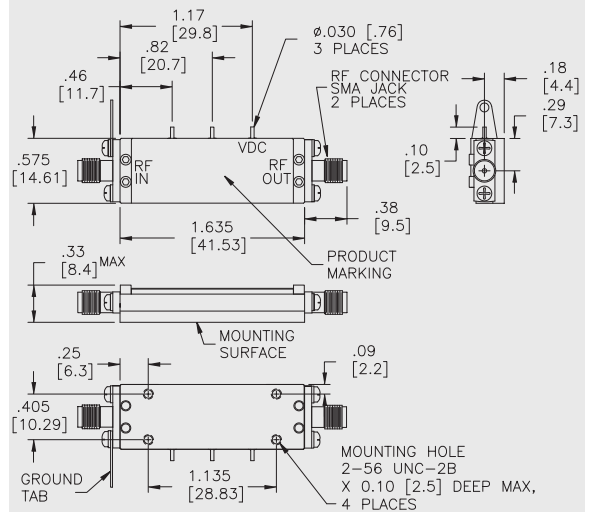 1.17
[29.8]
.82
[20.7]
.46
[11.7]
ø.030 [.76]
3 PLACES
RF CONNECTOR
SMA JACK
2 PLACES
.18
[4.4]
.29
[7.3]
.10
[2.5]
.575
[14.61]
RF
IN
VDC
RF
OUT
.38
[9.5]
1.635
[41.53]
PRODUCT
MARKING
.33
[8.4] MAX
MOUNTING
SURFACE
.25
[6.3]
.09
[2.2]
.405
[10.29]
GROUND
TAB
1.135
[28.83]
MOUNTING HOLE
2-56 UNC-2B
X 0.10 [2.5] DEEP MAX,
4 PLACES